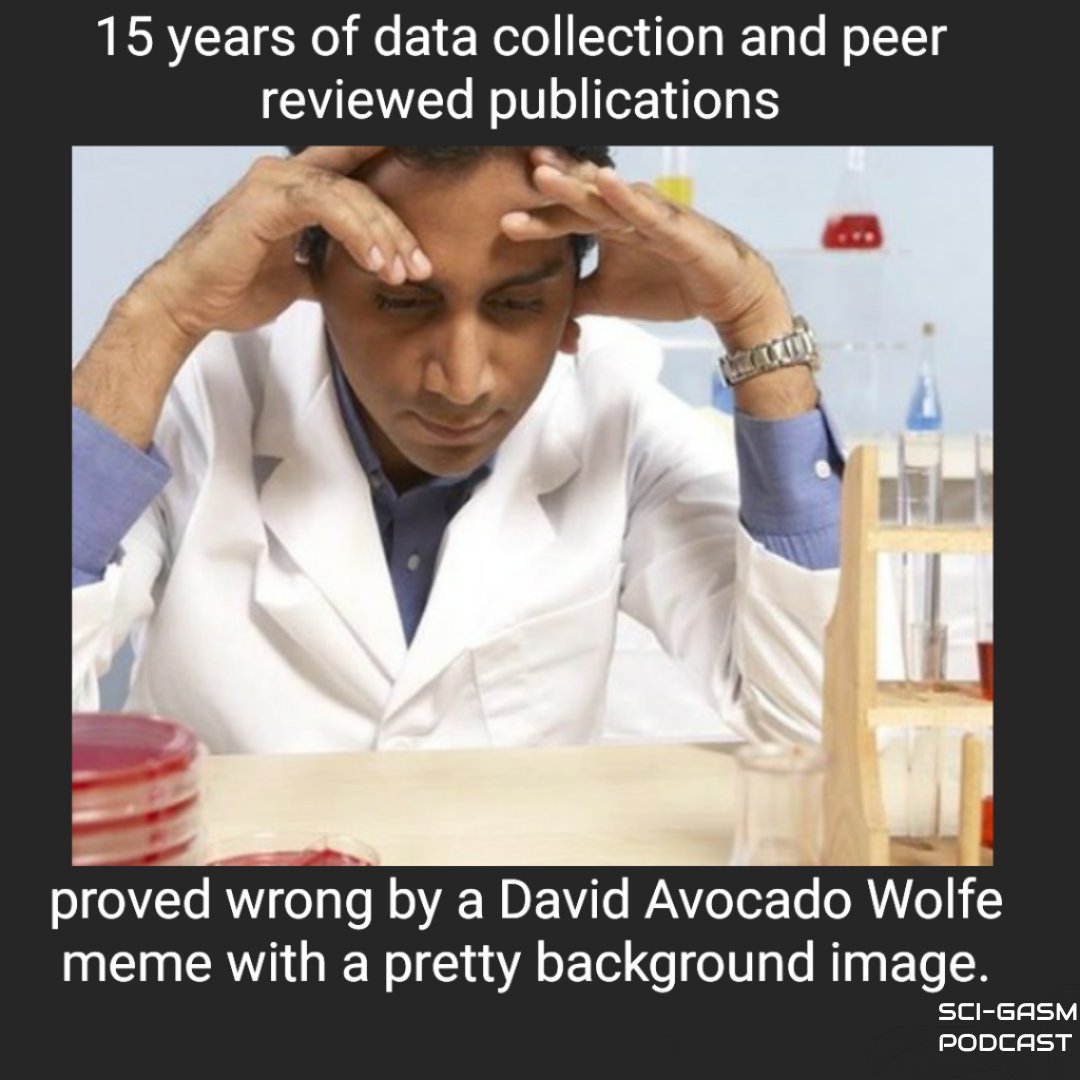 15 years of data collection and peer
reviewed publications
proved wrong by a David Avocado Wolfe
meme with a pretty background image.
SCI-GASM
PODCAST